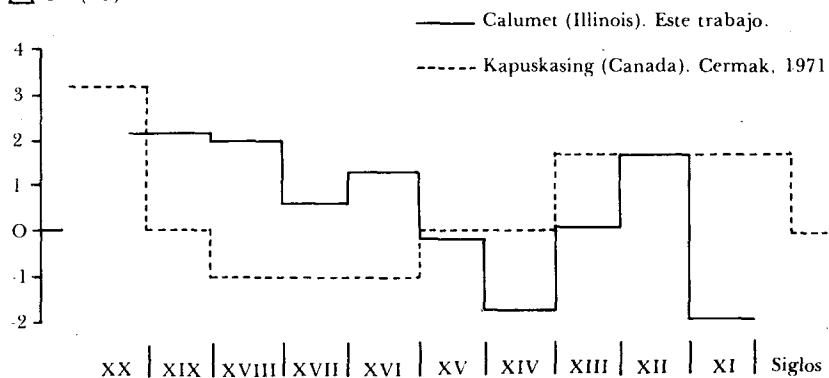 Calumet (Illinois). Este trabajo.
Kapuskasing (Canada). Cermak, 1971
4
3
2
1
O
-1
-2
XX | XIX | XVIII | XVII | XVI | XV | XIV | XIII | XII | XI | Siglos